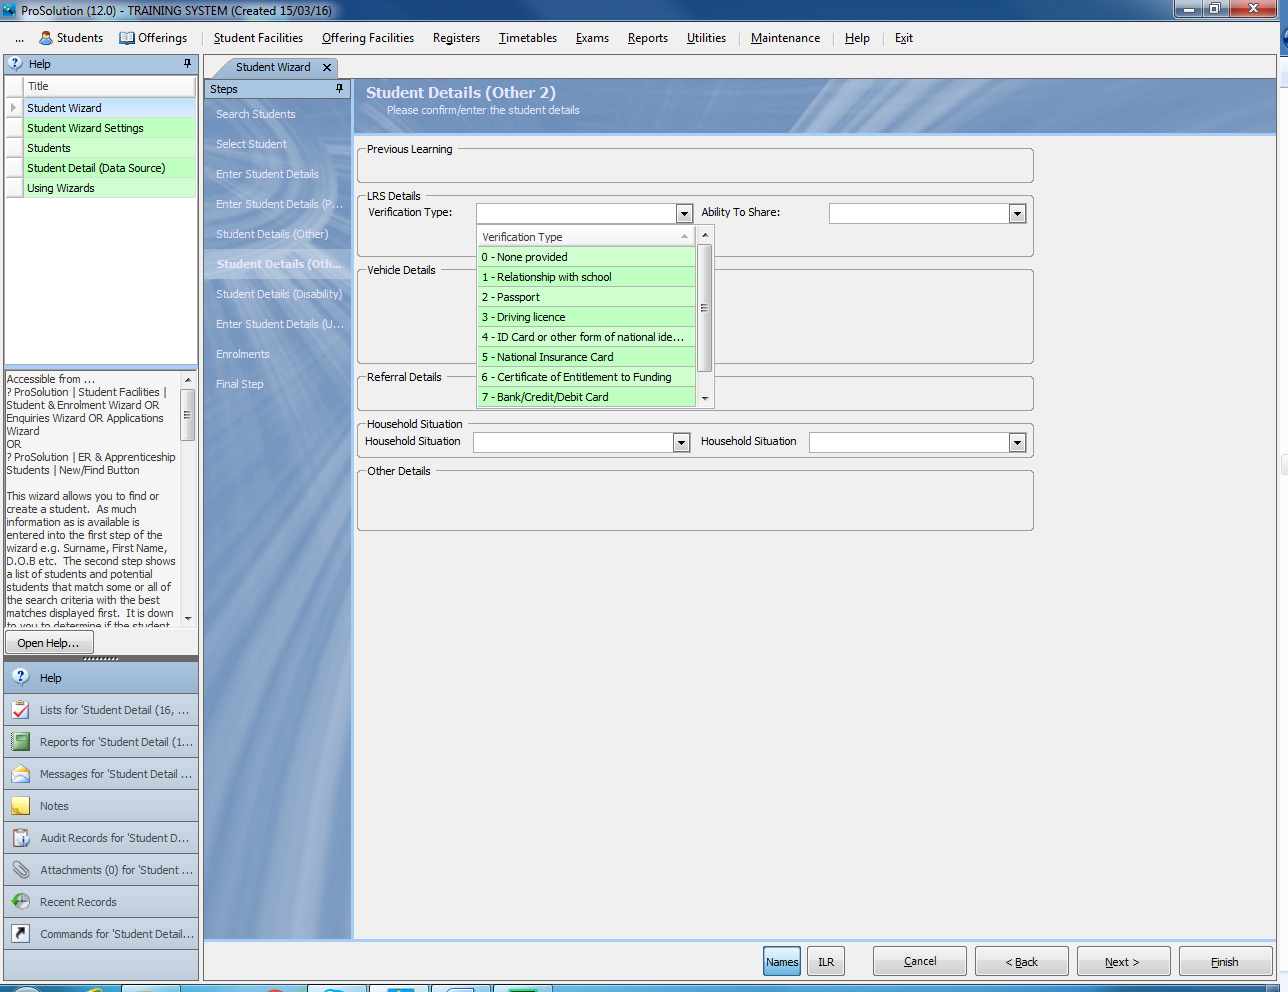 ProSolution (12.0) - TRAINING SYSTEM (Created 15/03/16)
... Students Offerings Student Facilities Offering Facilities Registers Timetables Exams Reports Utilities Maintenance Help Exit
Help
Title
Student Wizard
Student Wizard Settings
Students
Student Detail (Data Source)
Using Wizards
Accessible from ...
? ProSolution | Student Facilities |
Student & Enrolment Wizard OR
Enquiries Wizard OR Applications
Wizard
OR
? ProSolution | ER & Apprenticeship
Students | New/Find Button
This wizard allows you to find or
create a student. As much
information as is available is
entered into the first step of the
wizard e.g. Surname, First Name,
D.O.B etc. The second step shows
a list of students and potential
students that match some or all of
the search criteria with the best
matches displayed first. It is down
to you to determine if the student
Open Help...
Help
Lists for 'Student Detail (16, ...
Reports for 'Student Detail (1...
Messages for 'Student Detail ...
Notes
Audit Records for 'Student D...
Attachments (0) for 'Student ...
Recent Records
Commands for 'Student Detail...
Student Wizard X
Steps
Search Students
Select Student
Enter Student Details
Enter Student Details (P...
Student Details (Other)
Student Details (Oth...
Student Details (Disability)
Enter Student Details (U...
Enrolments
Final Step
Student Details (Other 2)
Please confirm/enter the student details
Previous Learning
LRS Details
Verification Type: Ability To Share:
Verification Type
0 - None provided
1 - Relationship with school
2 - Passport
3 - Driving licence
4 - ID Card or other form of national ide...
5 - National Insurance Card
6 - Certificate of Entitlement to Funding
7 - Bank/Credit/Debit Card
Vehicle Details
Referral Details
Household Situation
Household Situation Household Situation
Other Details
Names ILR Cancel < Back Next > Finish